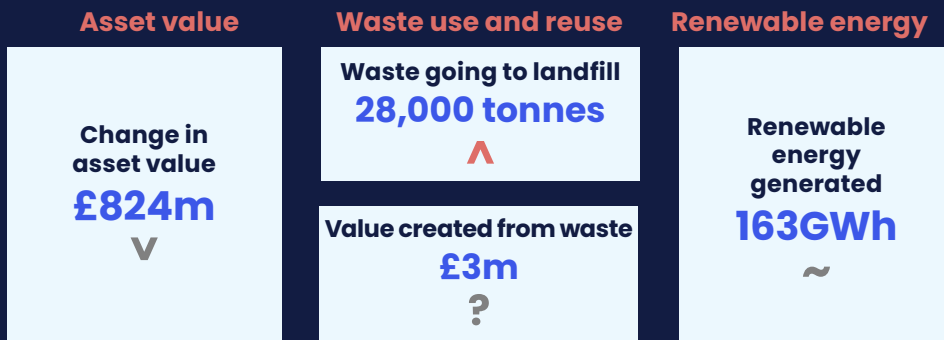 Asset value
Change in
asset value
£824m
V
Waste use and reuse
Waste going to landfill
28,000 tonnes
^
Value created from waste
£3m
?
Renewable energy
Renewable
energy
generated
163GWh
~